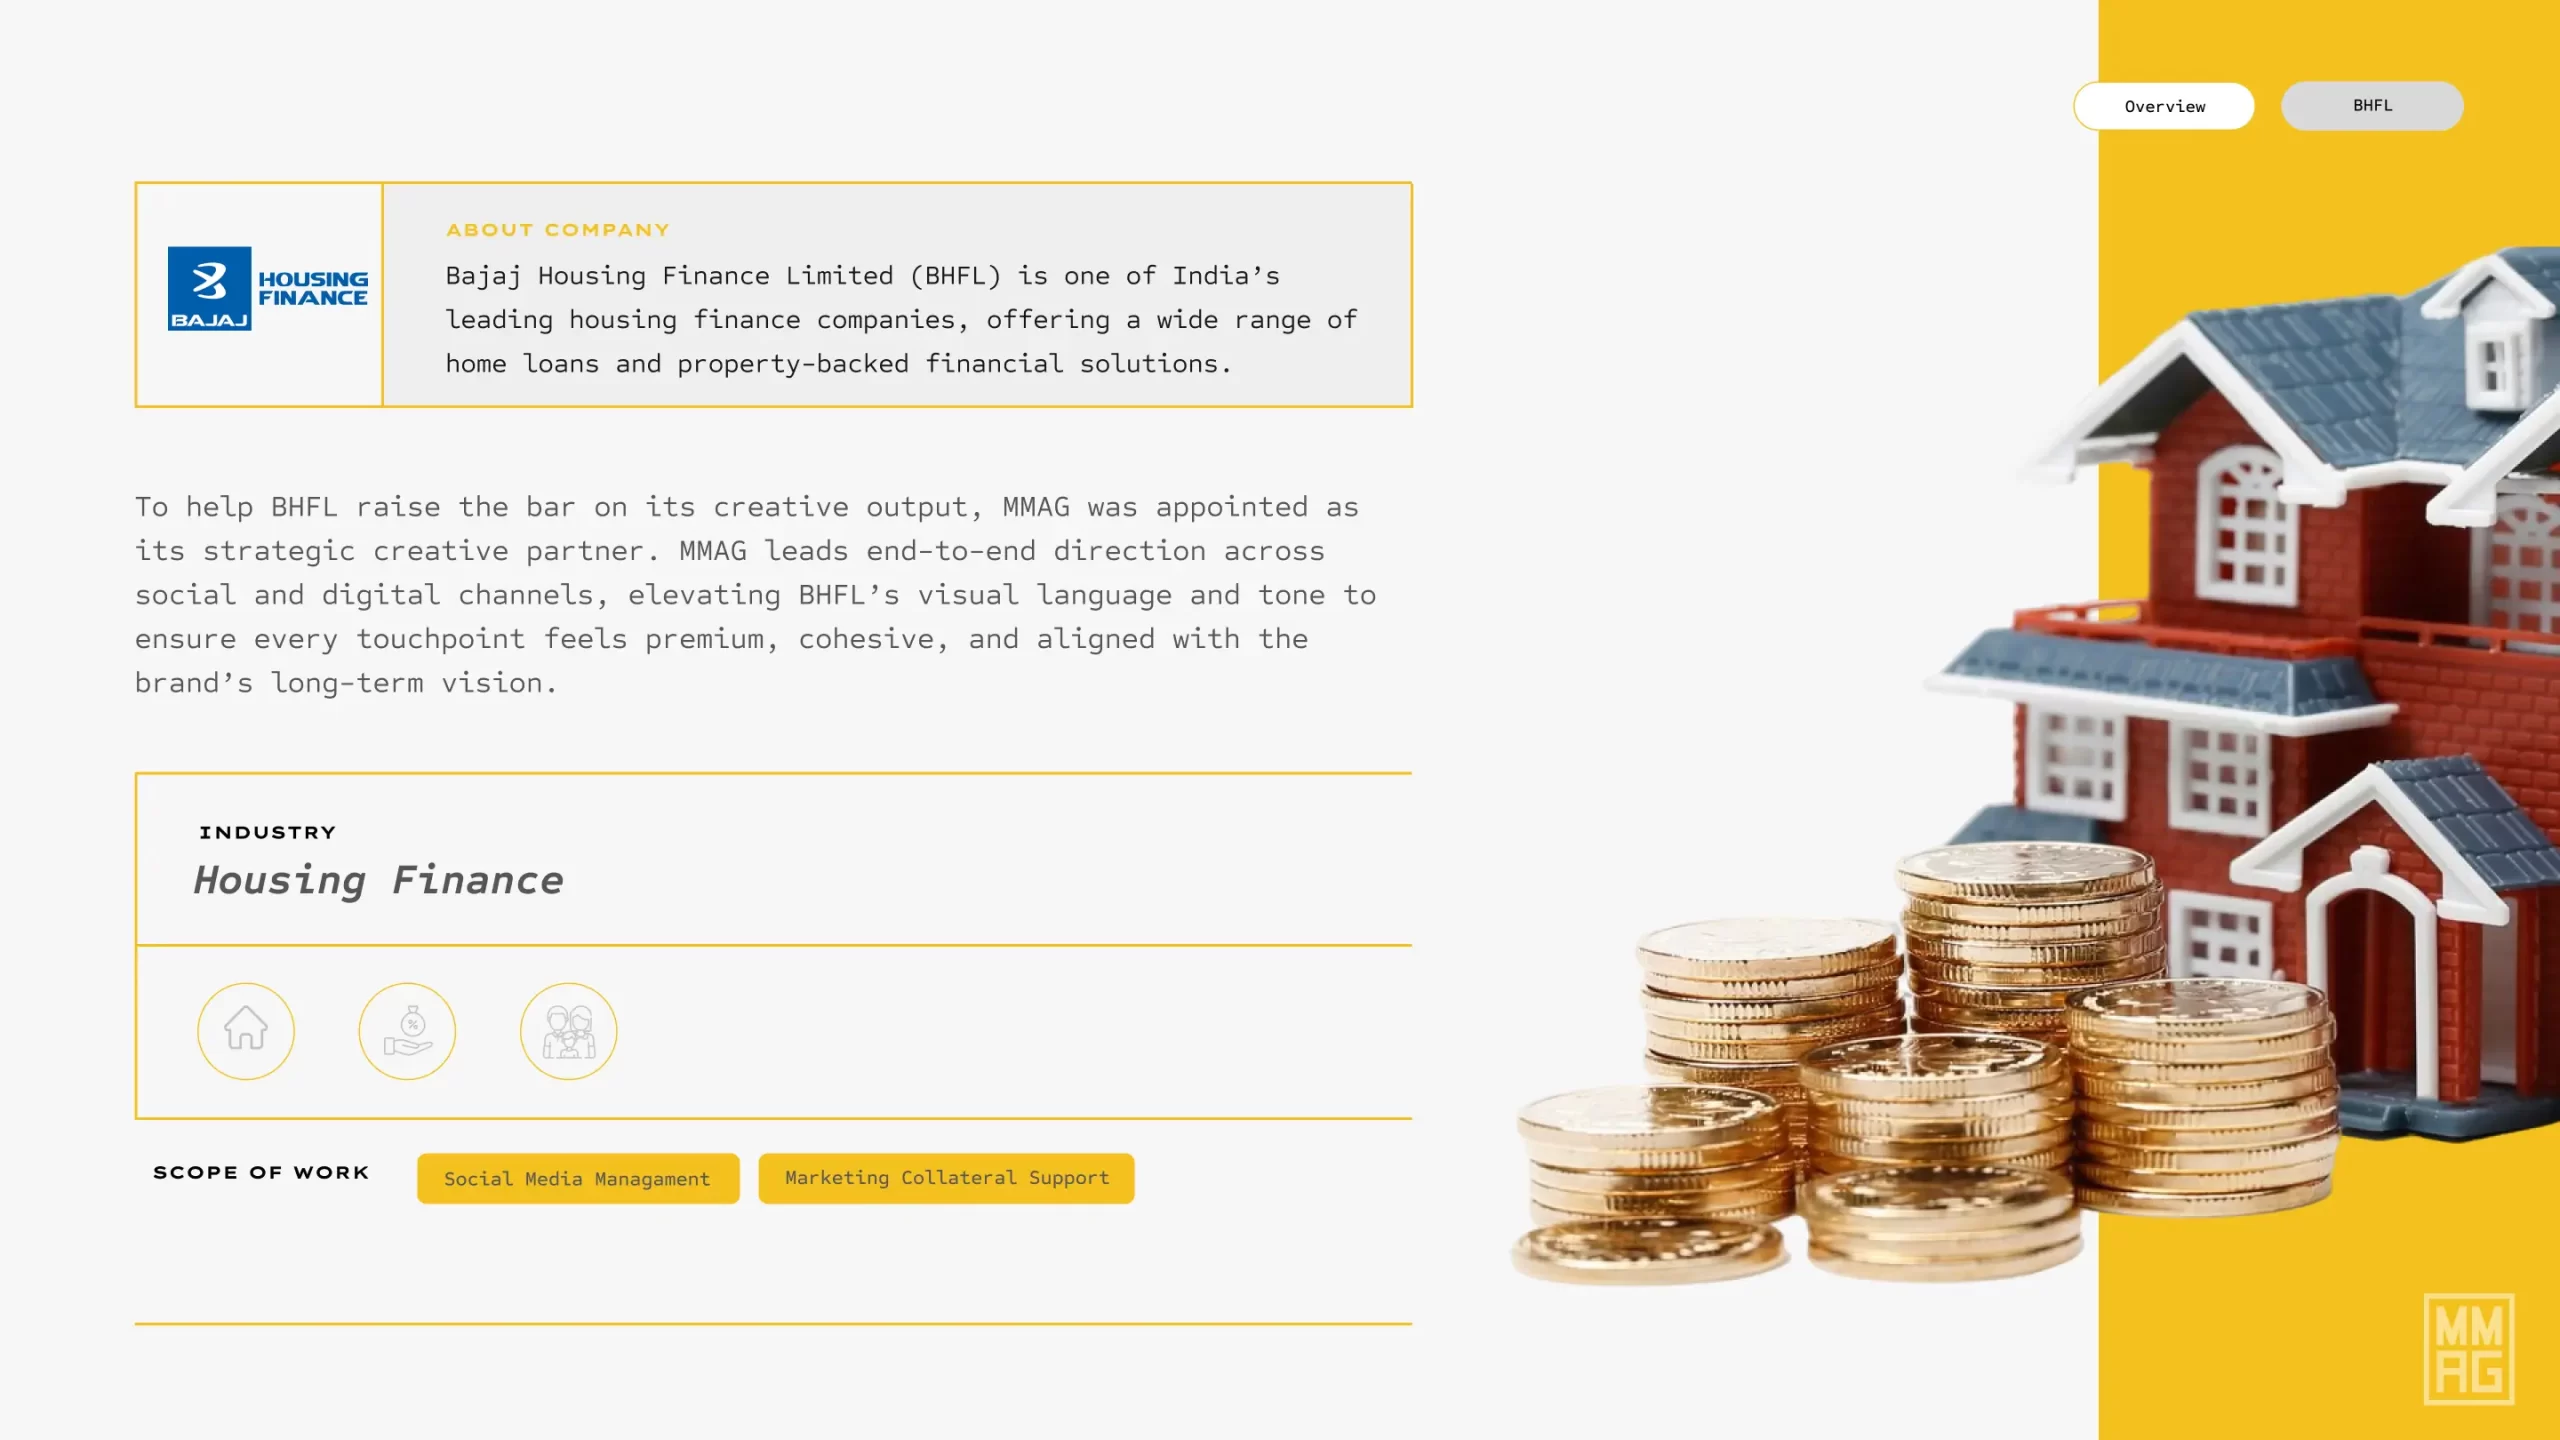 Overview
BHFL
BAJAJ
HOUSING
FINANCE
ABOUT COMPANY
Bajaj Housing Finance Limited (BHFL) is one of India’s
leading housing finance companies, offering a wide range of
home loans and property-backed financial solutions.
To help BHFL raise the bar on its creative output, MMAG was appointed as
its strategic creative partner. MMAG leads end-to-end direction across
social and digital channels, elevating BHFL’s visual language and tone to
ensure every touchpoint feels premium, cohesive, and aligned with the
brand’s long-term vision.
INDUSTRY
Housing Finance
%
SCOPE OF WORK
Social Media Managament
Marketing Collateral Support
MM
AG